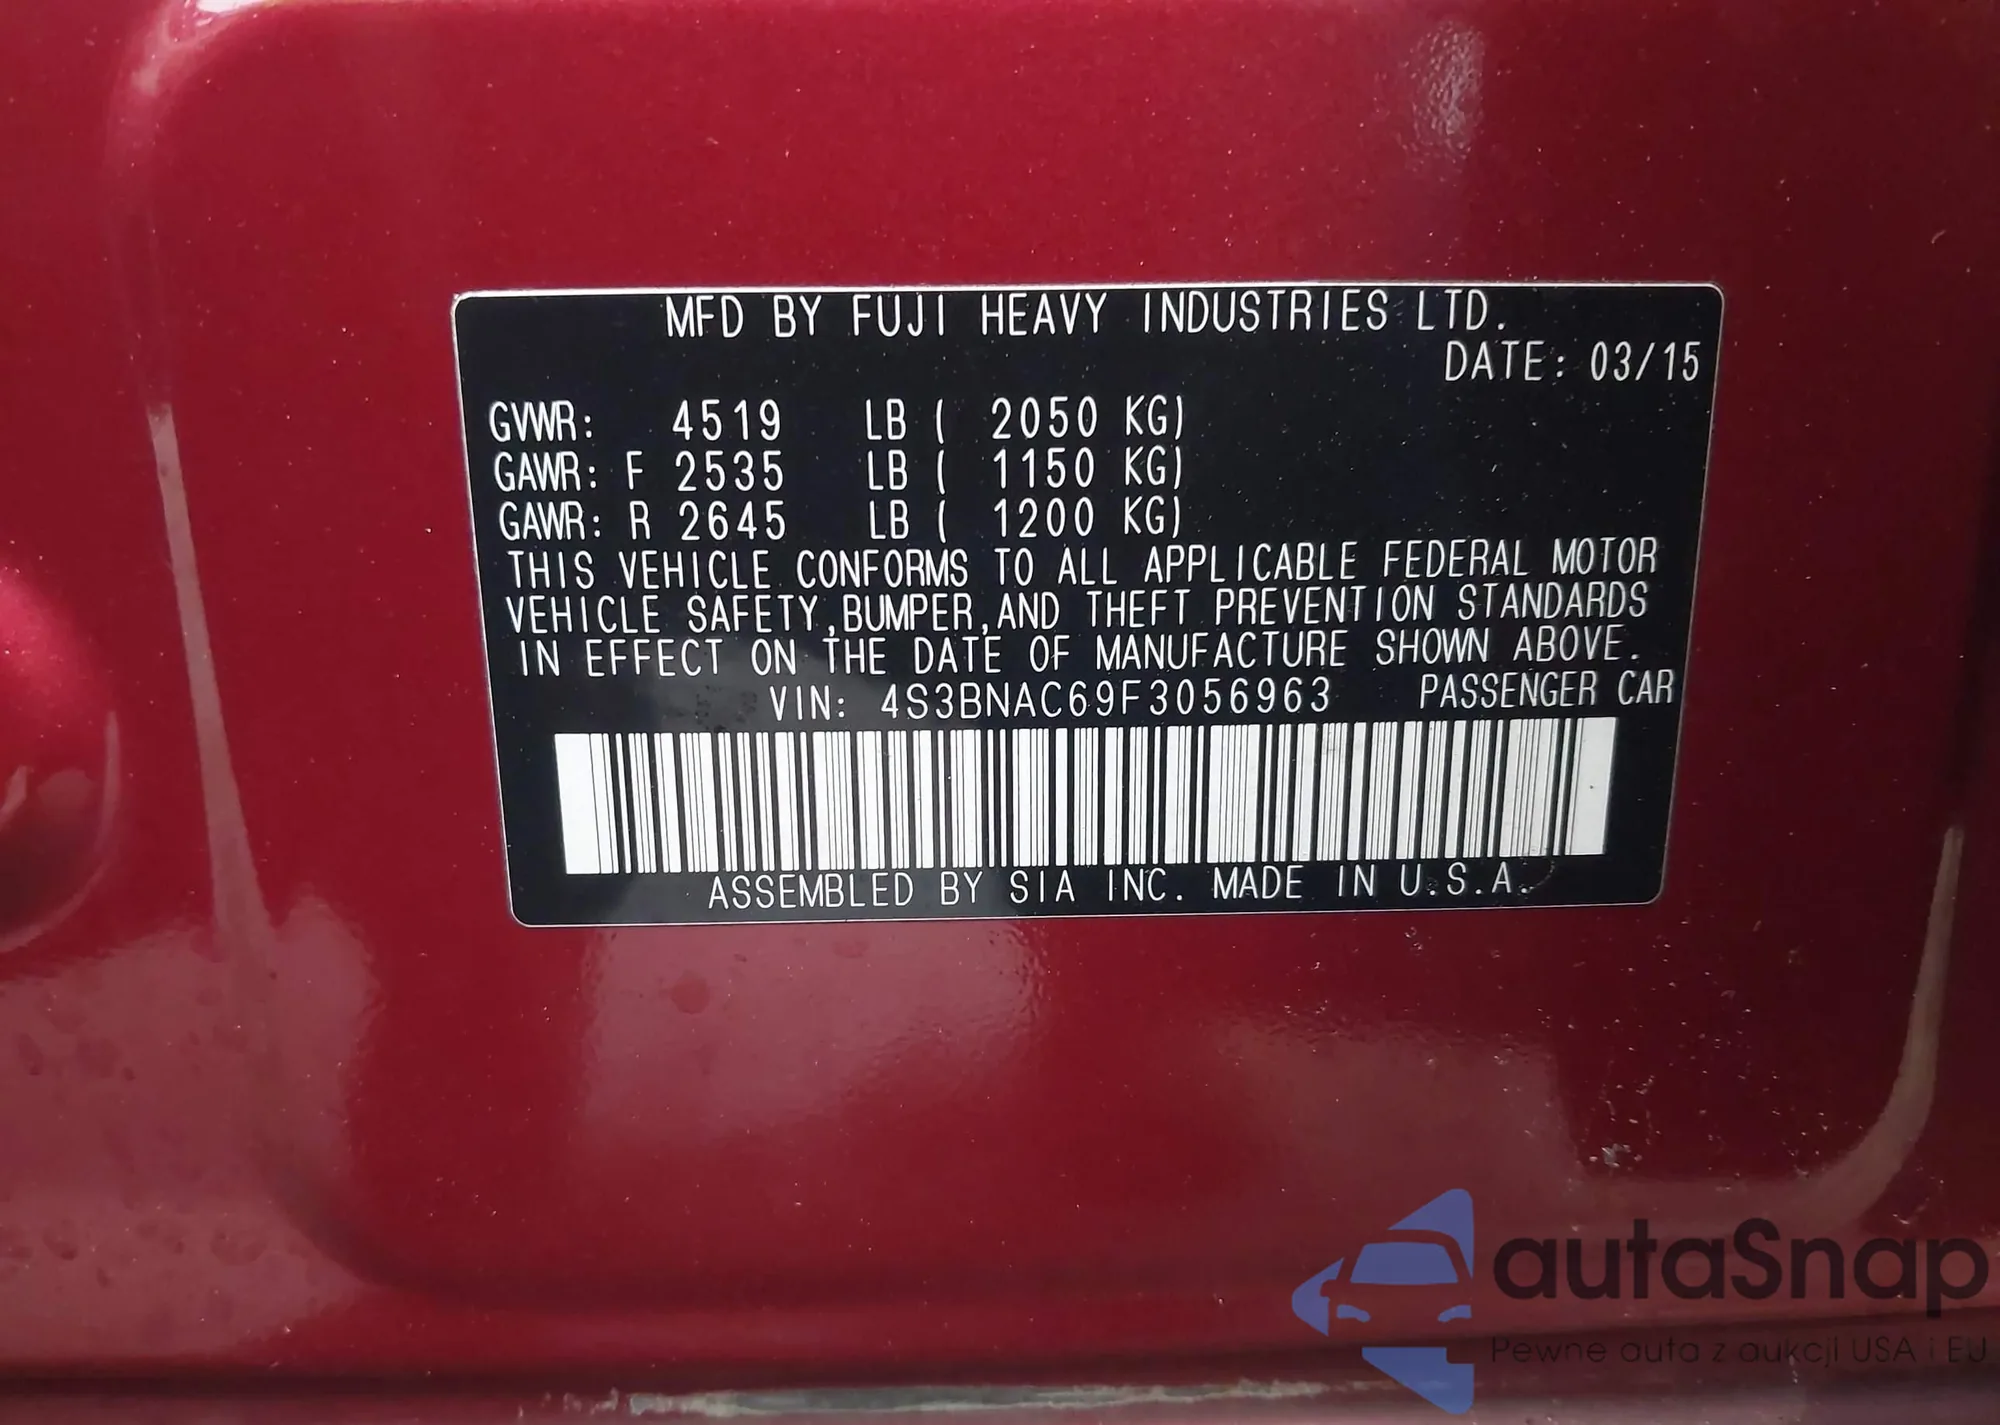 MFD BY FUJI HEAVY INDUSTRIES LTD.
DATE: 03/15
GVWR: 4519 LB ( 2050 KG)
GAWR: F 2535 LB ( 1150 KG)
GAWR: R 2645 LB ( 1200 KG)
THIS VEHICLE CONFORMS TO ALL APPLICABLE FEDERAL MOTOR
VEHICLE SAFETY,BUMPER,AND THEFT PREVENTION STANDARDS
IN EFFECT ON THE DATE OF MANUFACTURE SHOWN ABOVE.
VIN: 4S3BNAC69F3056963 PASSENGER CAR
ASSEMBLED BY SIA INC. MADE IN U.S.A.
autaSnap
Pewne auta z aukcji USA i EU